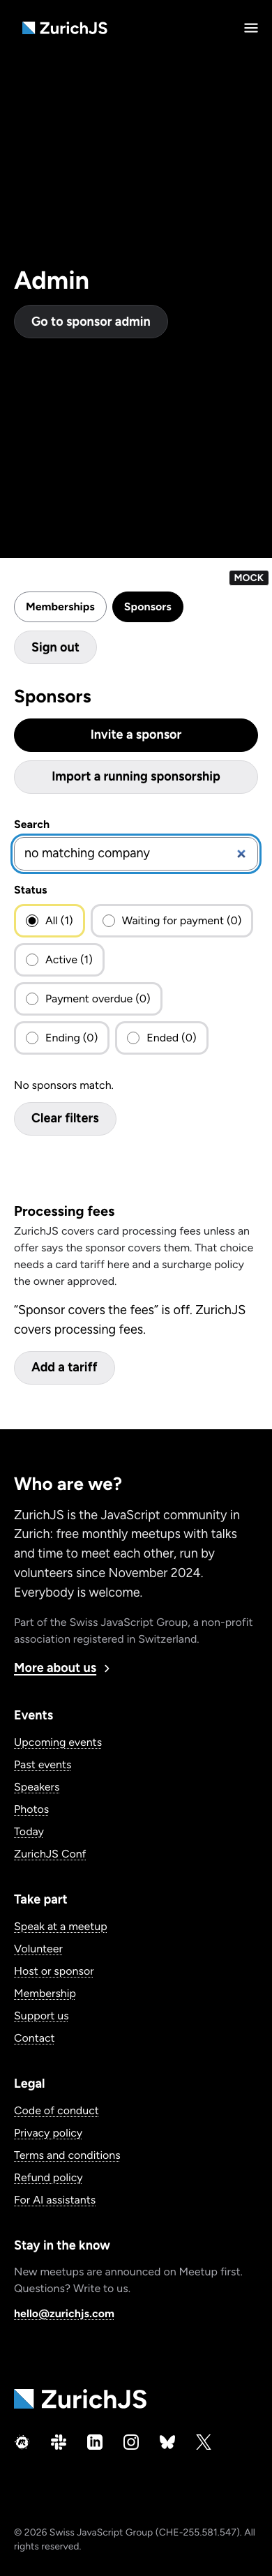 ZurichJS
Admin
Go to sponsor admin
MOCK
Memberships
Sponsors
Sign out
Sponsors
Invite a sponsor
Import a running sponsorship
Search
no matching company
Status
All (1)
Waiting for payment (0)
Active (1)
Payment overdue (0)
Ending (0)
Ended (0)
No sponsors match.
Clear filters
Processing fees
ZurichJS covers card processing fees unless an
offer says the sponsor covers them. That choice
needs a card tariff here and a surcharge policy
the owner approved.
“Sponsor covers the fees” is off. ZurichJS
covers processing fees.
Add a tariff
Who are we?
ZurichJS is the JavaScript community in
Zurich: free monthly meetups with talks
and time to meet each other, run by
volunteers since November 2024.
Everybody is welcome.
Part of the Swiss JavaScript Group, a non-profit
association registered in Switzerland.
More about us
Events
Upcoming events
Past events
Speakers
Photos
Today
ZurichJS Conf
Take part
Speak at a meetup
Volunteer
Host or sponsor
Membership
Support us
Contact
Legal
Code of conduct
Privacy policy
Terms and conditions
Refund policy
For AI assistants
Stay in the know
New meetups are announced on Meetup first.
Questions? Write to us.
hello@zurichjs.com
ZurichJS
© 2026 Swiss JavaScript Group (CHE-255.581.547). All
rights reserved.